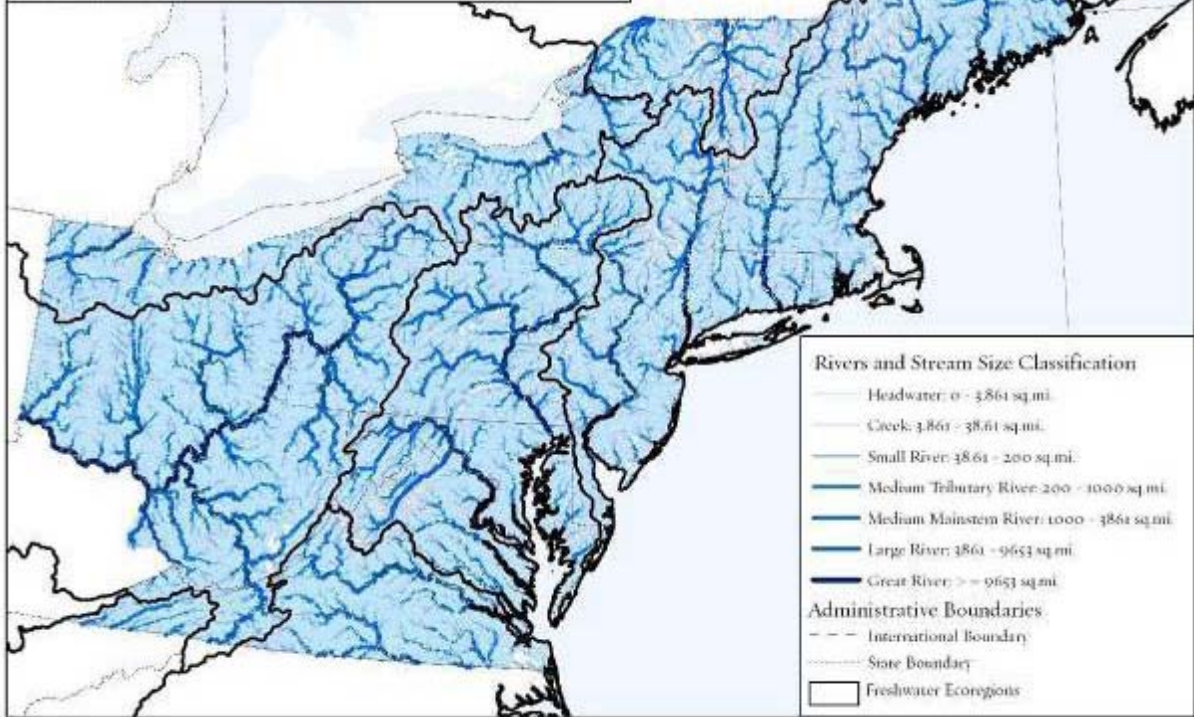 Rivers and Stream Size Classification
Headwater: 0 - 3.861 sq.mi.
Creek: 3.861 - 38.61 sq.mi.
Small River: 38.61 - 200 sq.mi.
Medium Tributary River: 200 - 1000 sq.mi.
Medium Mainstem River: 1000 - 3861 sq.mi.
Large River: 3861 - 9653 sq.mi.
Great River: > = 9653 sq.mi.
Administrative Boundaries
International Boundary
State Boundary
Freshwater Ecoregions